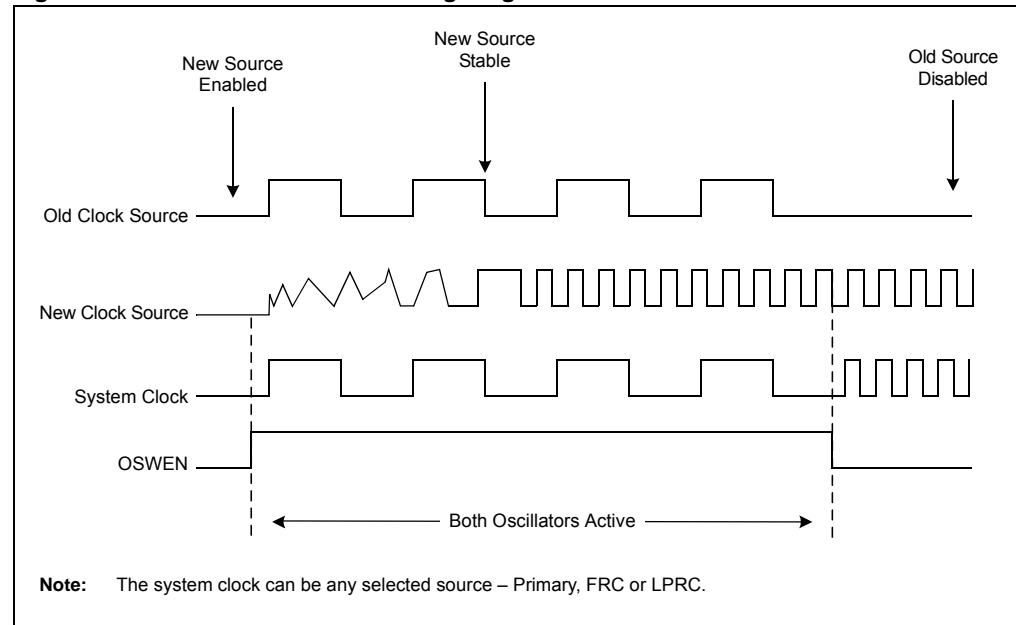 New Source
Enabled
New Source
Stable
Old Source
Disabled
Old Clock Source
New Clock Source
System Clock
OSWEN
Both Oscillators Active
Note: The system clock can be any selected source – Primary, FRC or LPRC.